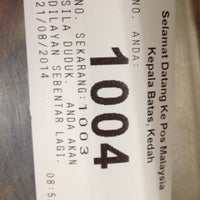 Selamat Datang Ke Pos Malaysia
Kepala Batas, Kedah
NO. ANDA:
1004
NO. SEKARANG:1003
SILA DUDUK. ANDA AKAN
DILAYAN SEBENTAR LAGI.
21/08/2014